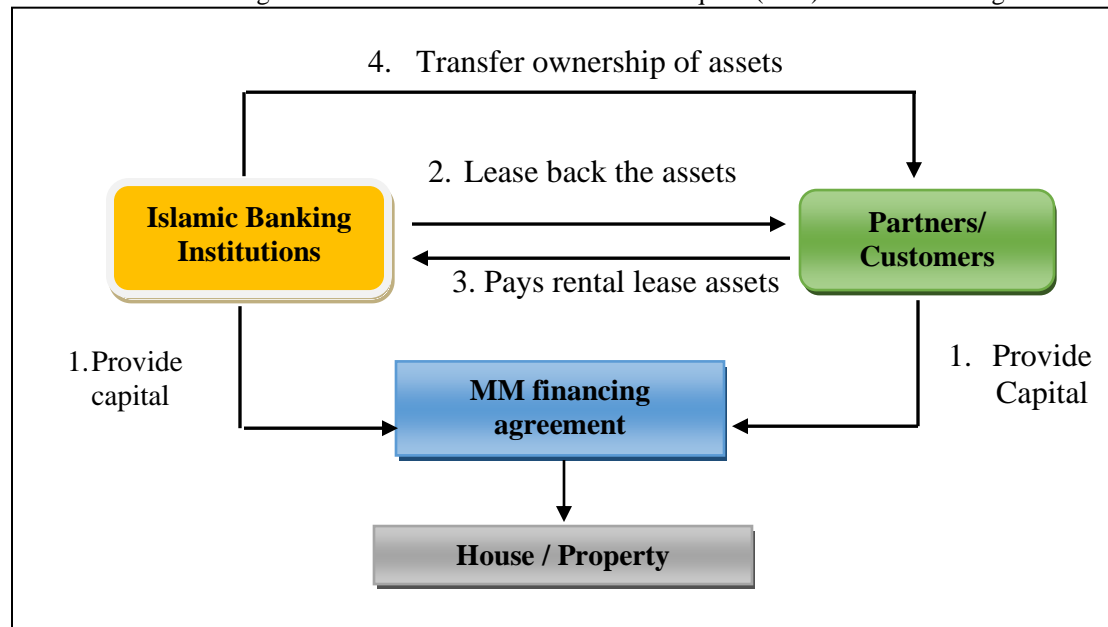 4. Transfer ownership of assets
2. Lease back the assets
Islamic Banking
Institutions
Partners/
Customers
3. Pays rental lease assets
1. Provide
capital
1. Provide
Capital
MM financing
agreement
House / Property